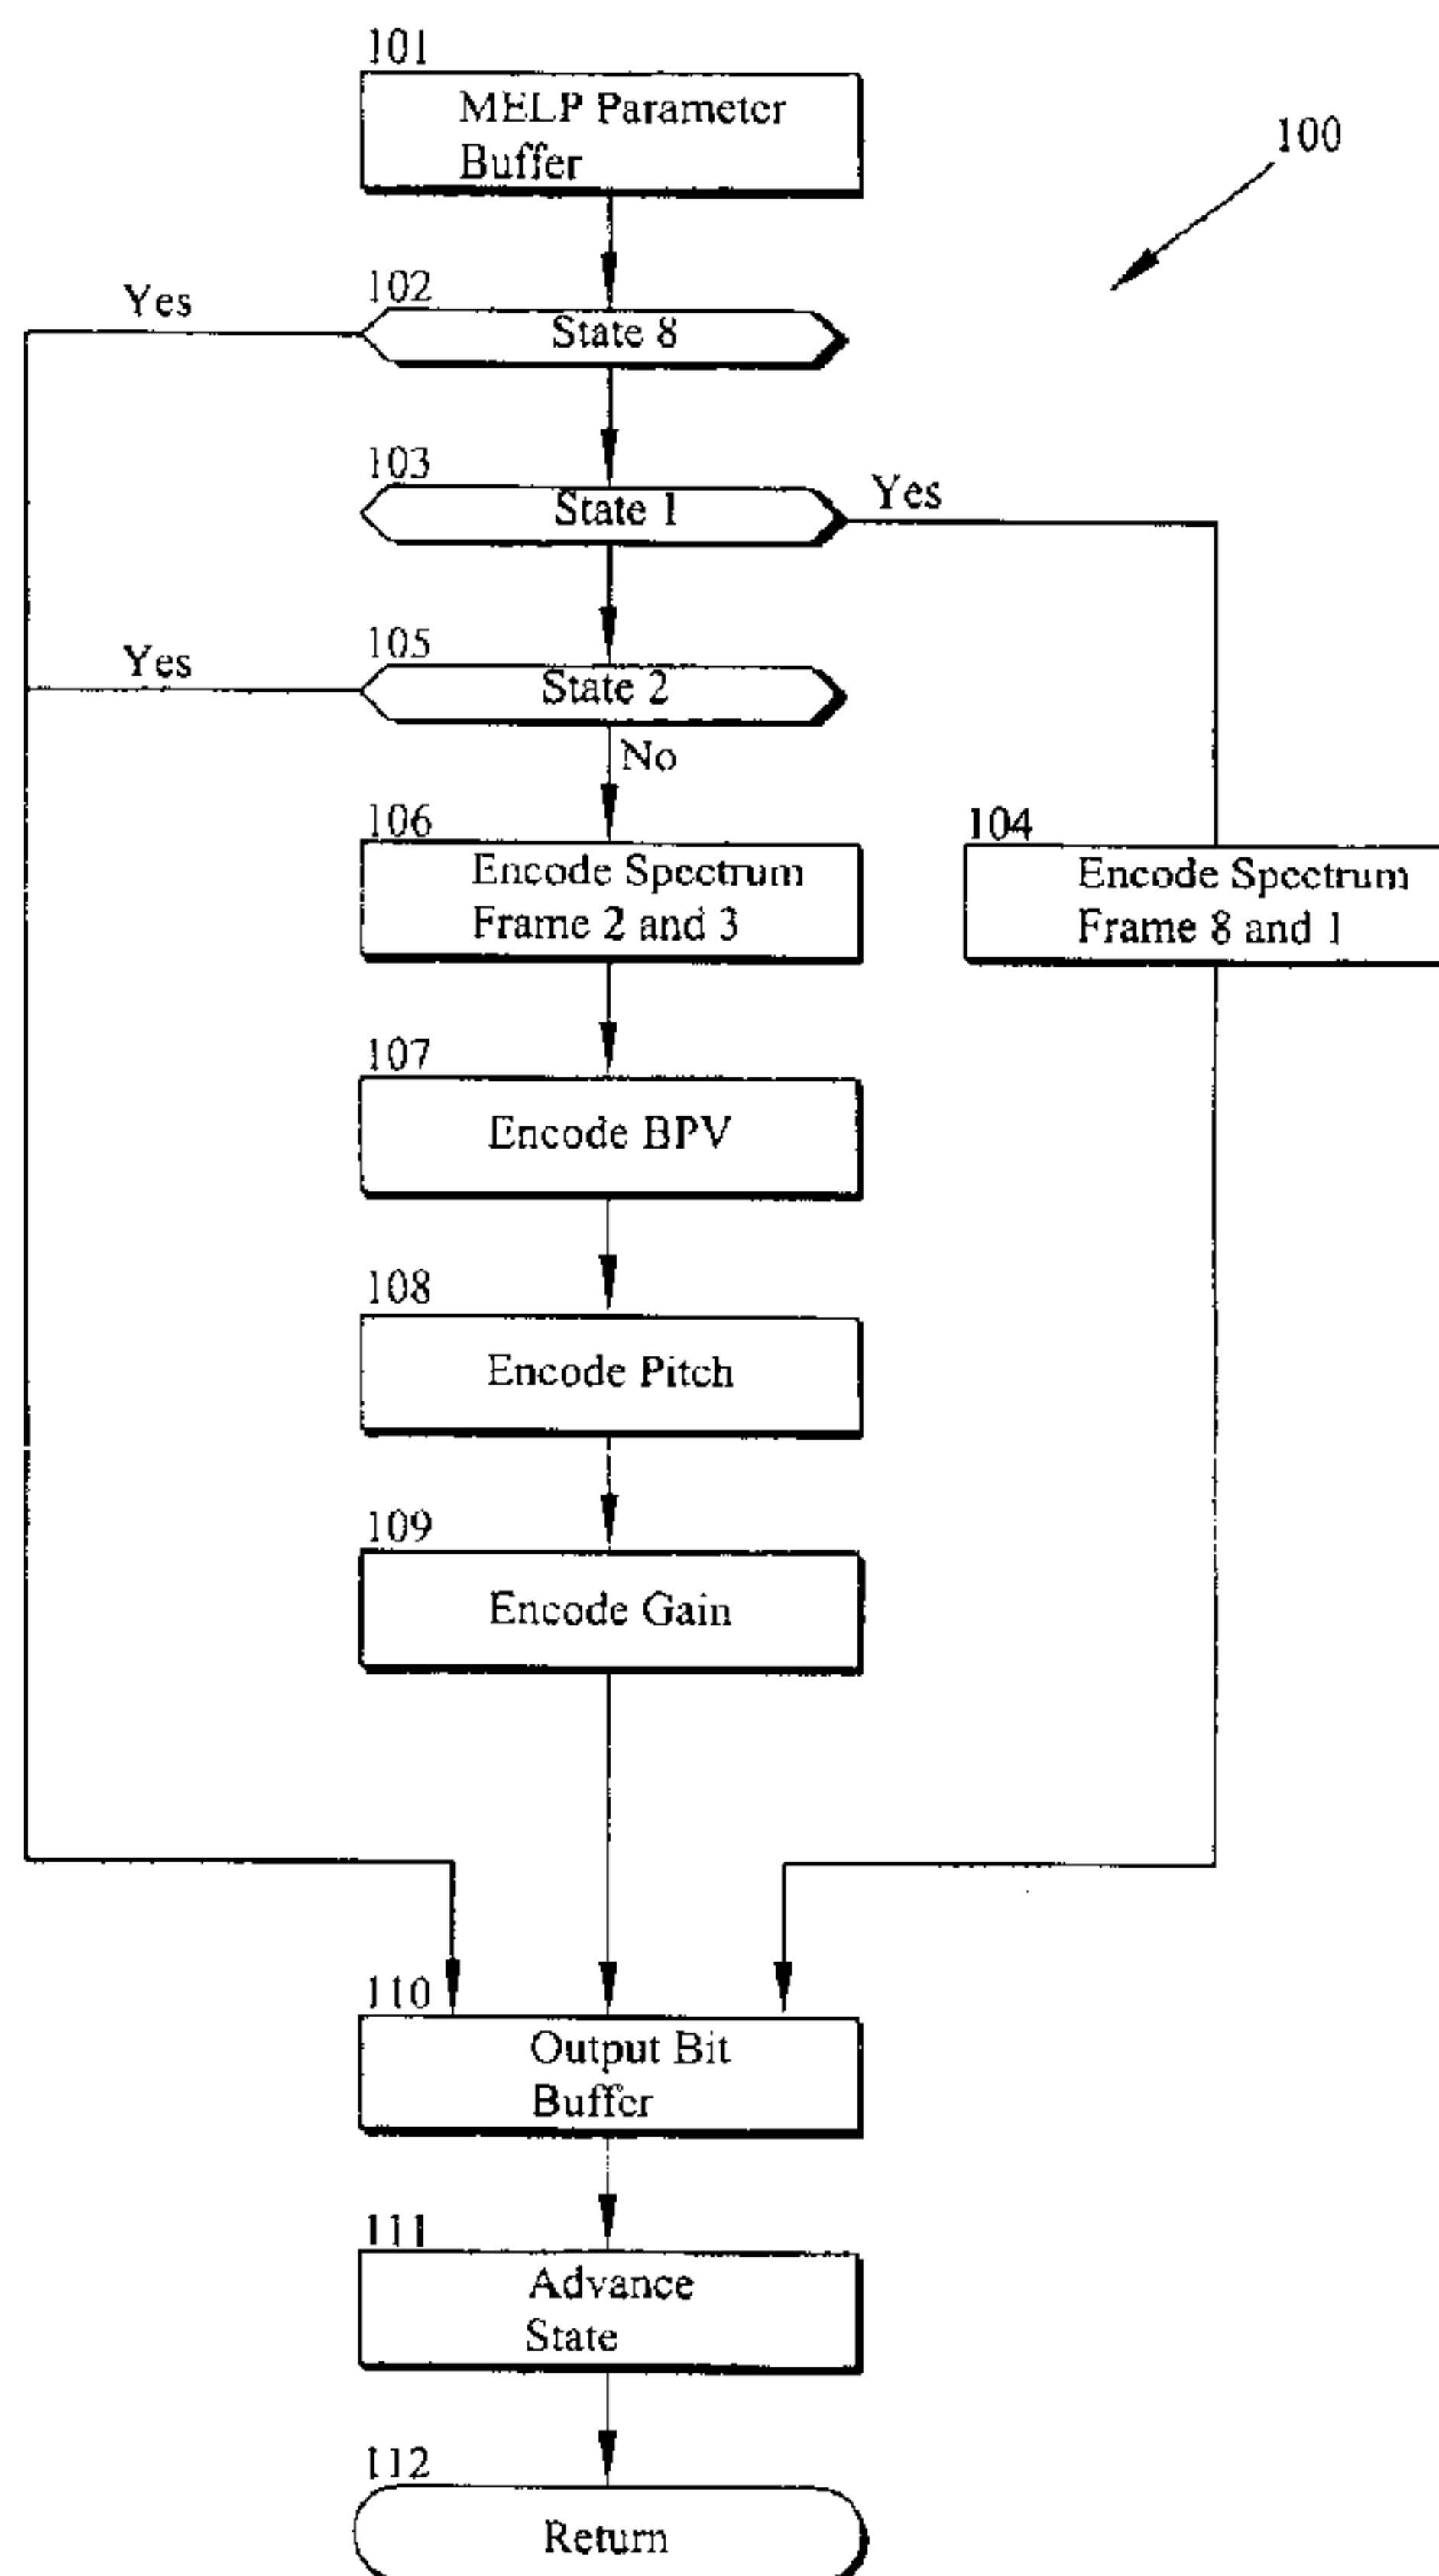 101
MELP Parameter
Buffer
100
102
Yes
State 8
103
Yes
State 1
105
Yes
State 2
No
106
Encode Spectrum
Frame 2 and 3
104
Encode Spectrum
Frame 8 and 1
107
Encode BPV
108
Encode Pitch
109
Encode Gain
110
Output Bit
Buffer
111
Advance
State
112
Return